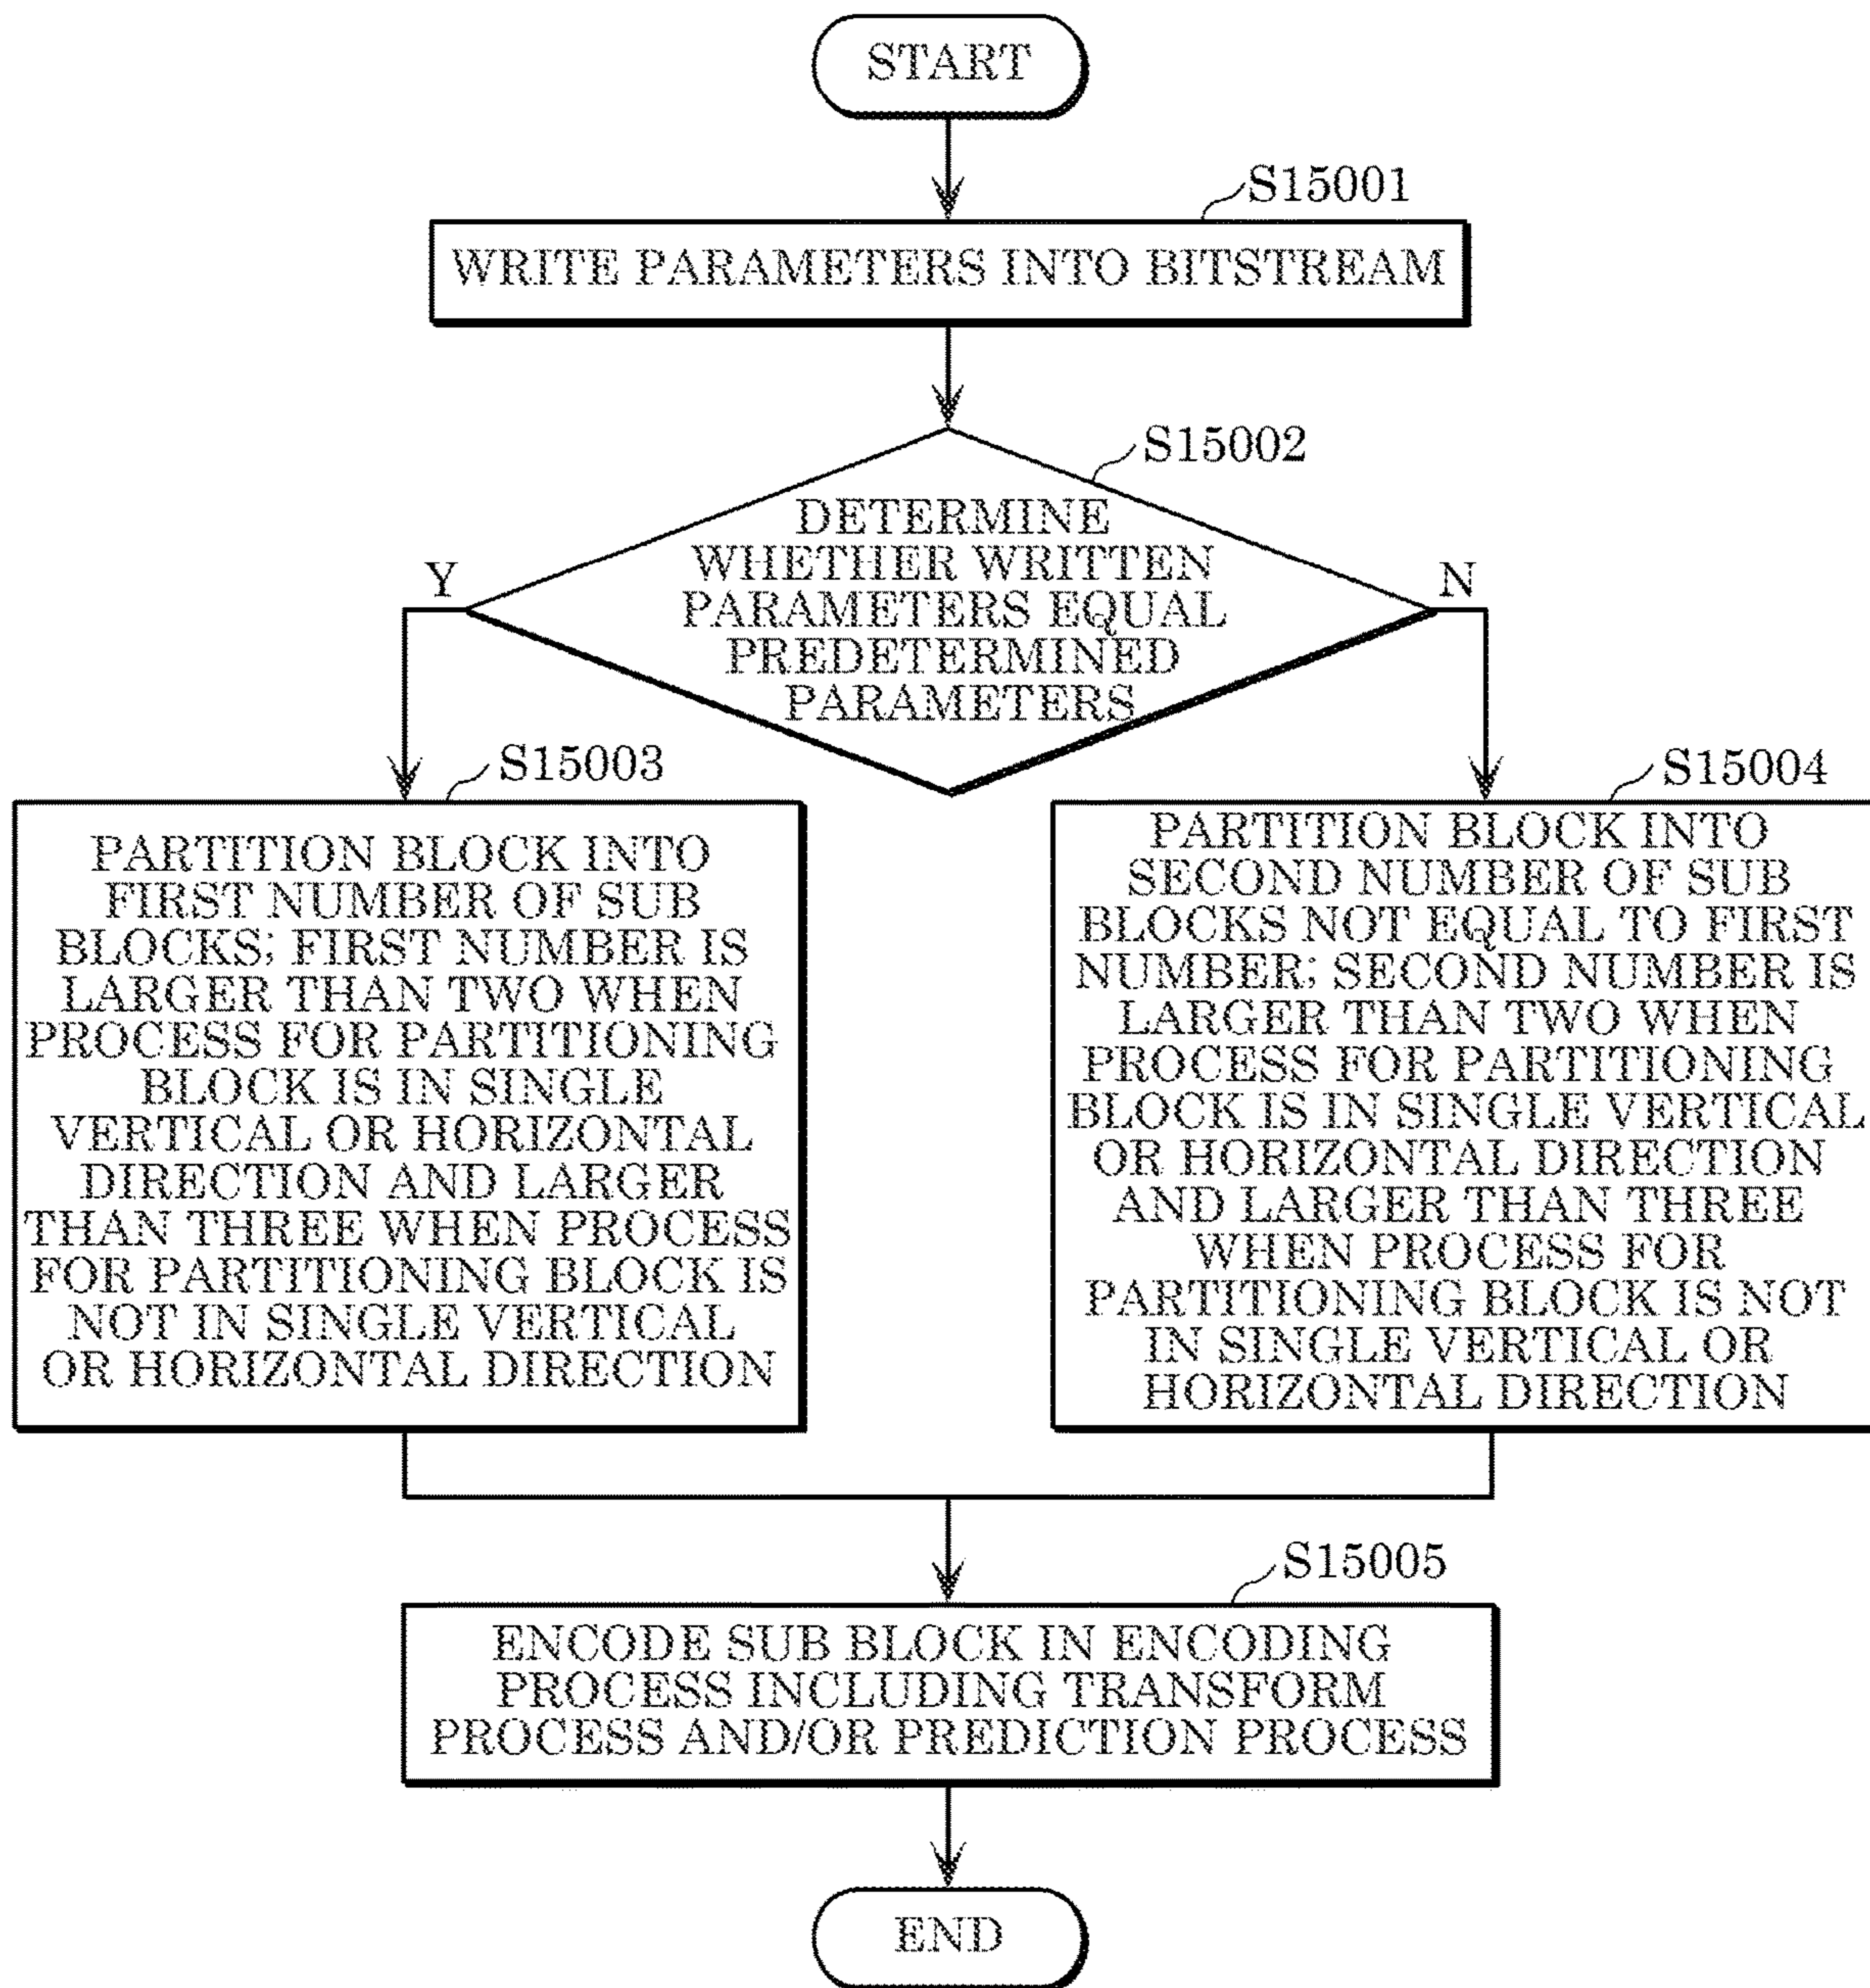 START
S15001
WRITE PARAMETERS INTO BITSTREAM
S15002
DETERMINE
WHETHER WRITTEN
PARAMETERS EQUAL
PREDETERMINED
PARAMETERS
Y
N
S15003
PARTITION BLOCK INTO
FIRST NUMBER OF SUB
BLOCKS; FIRST NUMBER IS
LARGER THAN TWO WHEN
PROCESS FOR PARTITIONING
BLOCK IS IN SINGLE
VERTICAL OR HORIZONTAL
DIRECTION AND LARGER
THAN THREE WHEN PROCESS
FOR PARTITIONING BLOCK IS
NOT IN SINGLE VERTICAL
OR HORIZONTAL DIRECTION
S15004
PARTITION BLOCK INTO
SECOND NUMBER OF SUB
BLOCKS NOT EQUAL TO FIRST
NUMBER; SECOND NUMBER IS
LARGER THAN TWO WHEN
PROCESS FOR PARTITIONING
BLOCK IS IN SINGLE VERTICAL
OR HORIZONTAL DIRECTION
AND LARGER THAN THREE
WHEN PROCESS FOR
PARTITIONING BLOCK IS NOT
IN SINGLE VERTICAL OR
HORIZONTAL DIRECTION
S15005
ENCODE SUB BLOCK IN ENCODING
PROCESS INCLUDING TRANSFORM
PROCESS AND/OR PREDICTION PROCESS
END